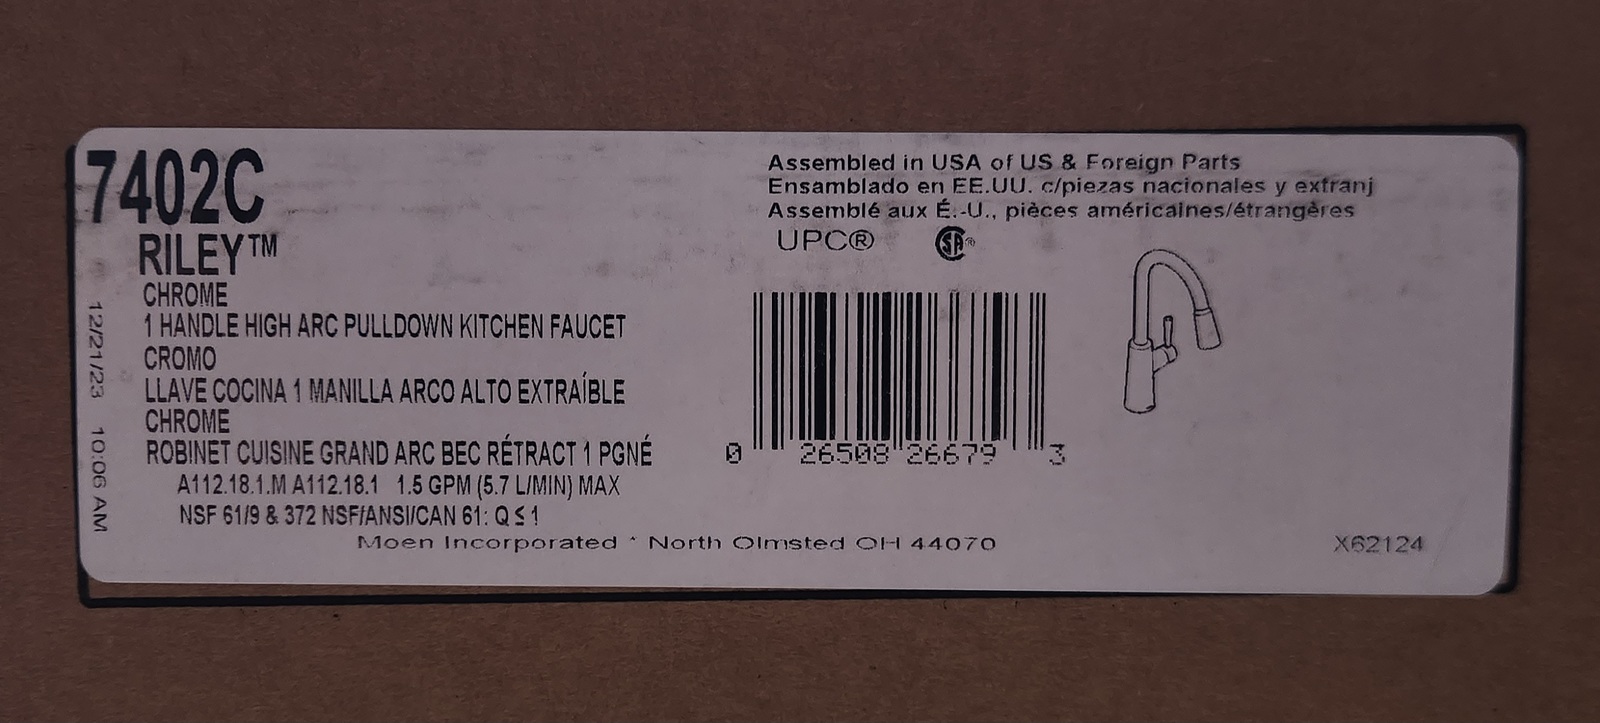 7402C
RILEY™
CHROME
1 HANDLE HIGH ARC PULLDOWN KITCHEN FAUCET
CROMO
LLAVE COCINA 1 MANILLA ARCO ALTO EXTRAÍBLE
CHROME
ROBINET CUISINE GRAND ARC BEC RÉTRACT 1 PGNÉ
A112.18.1.M A112.18.1 1.5 GPM (5.7 L/MIN) MAX
NSF 61/9 & 372 NSF/ANSI/CAN 61: Q ≤ 1
12/21/23 10:06 AM
Assembled in USA of US & Foreign Parts
Ensamblado en EE.UU. c/piezas nacionales y extranj
Assemblé aux É.-U., pièces américaines/étrangères
UPC® SA®
0 26508 26679 3
Moen Incorporated * North Olmsted OH 44070
X62124